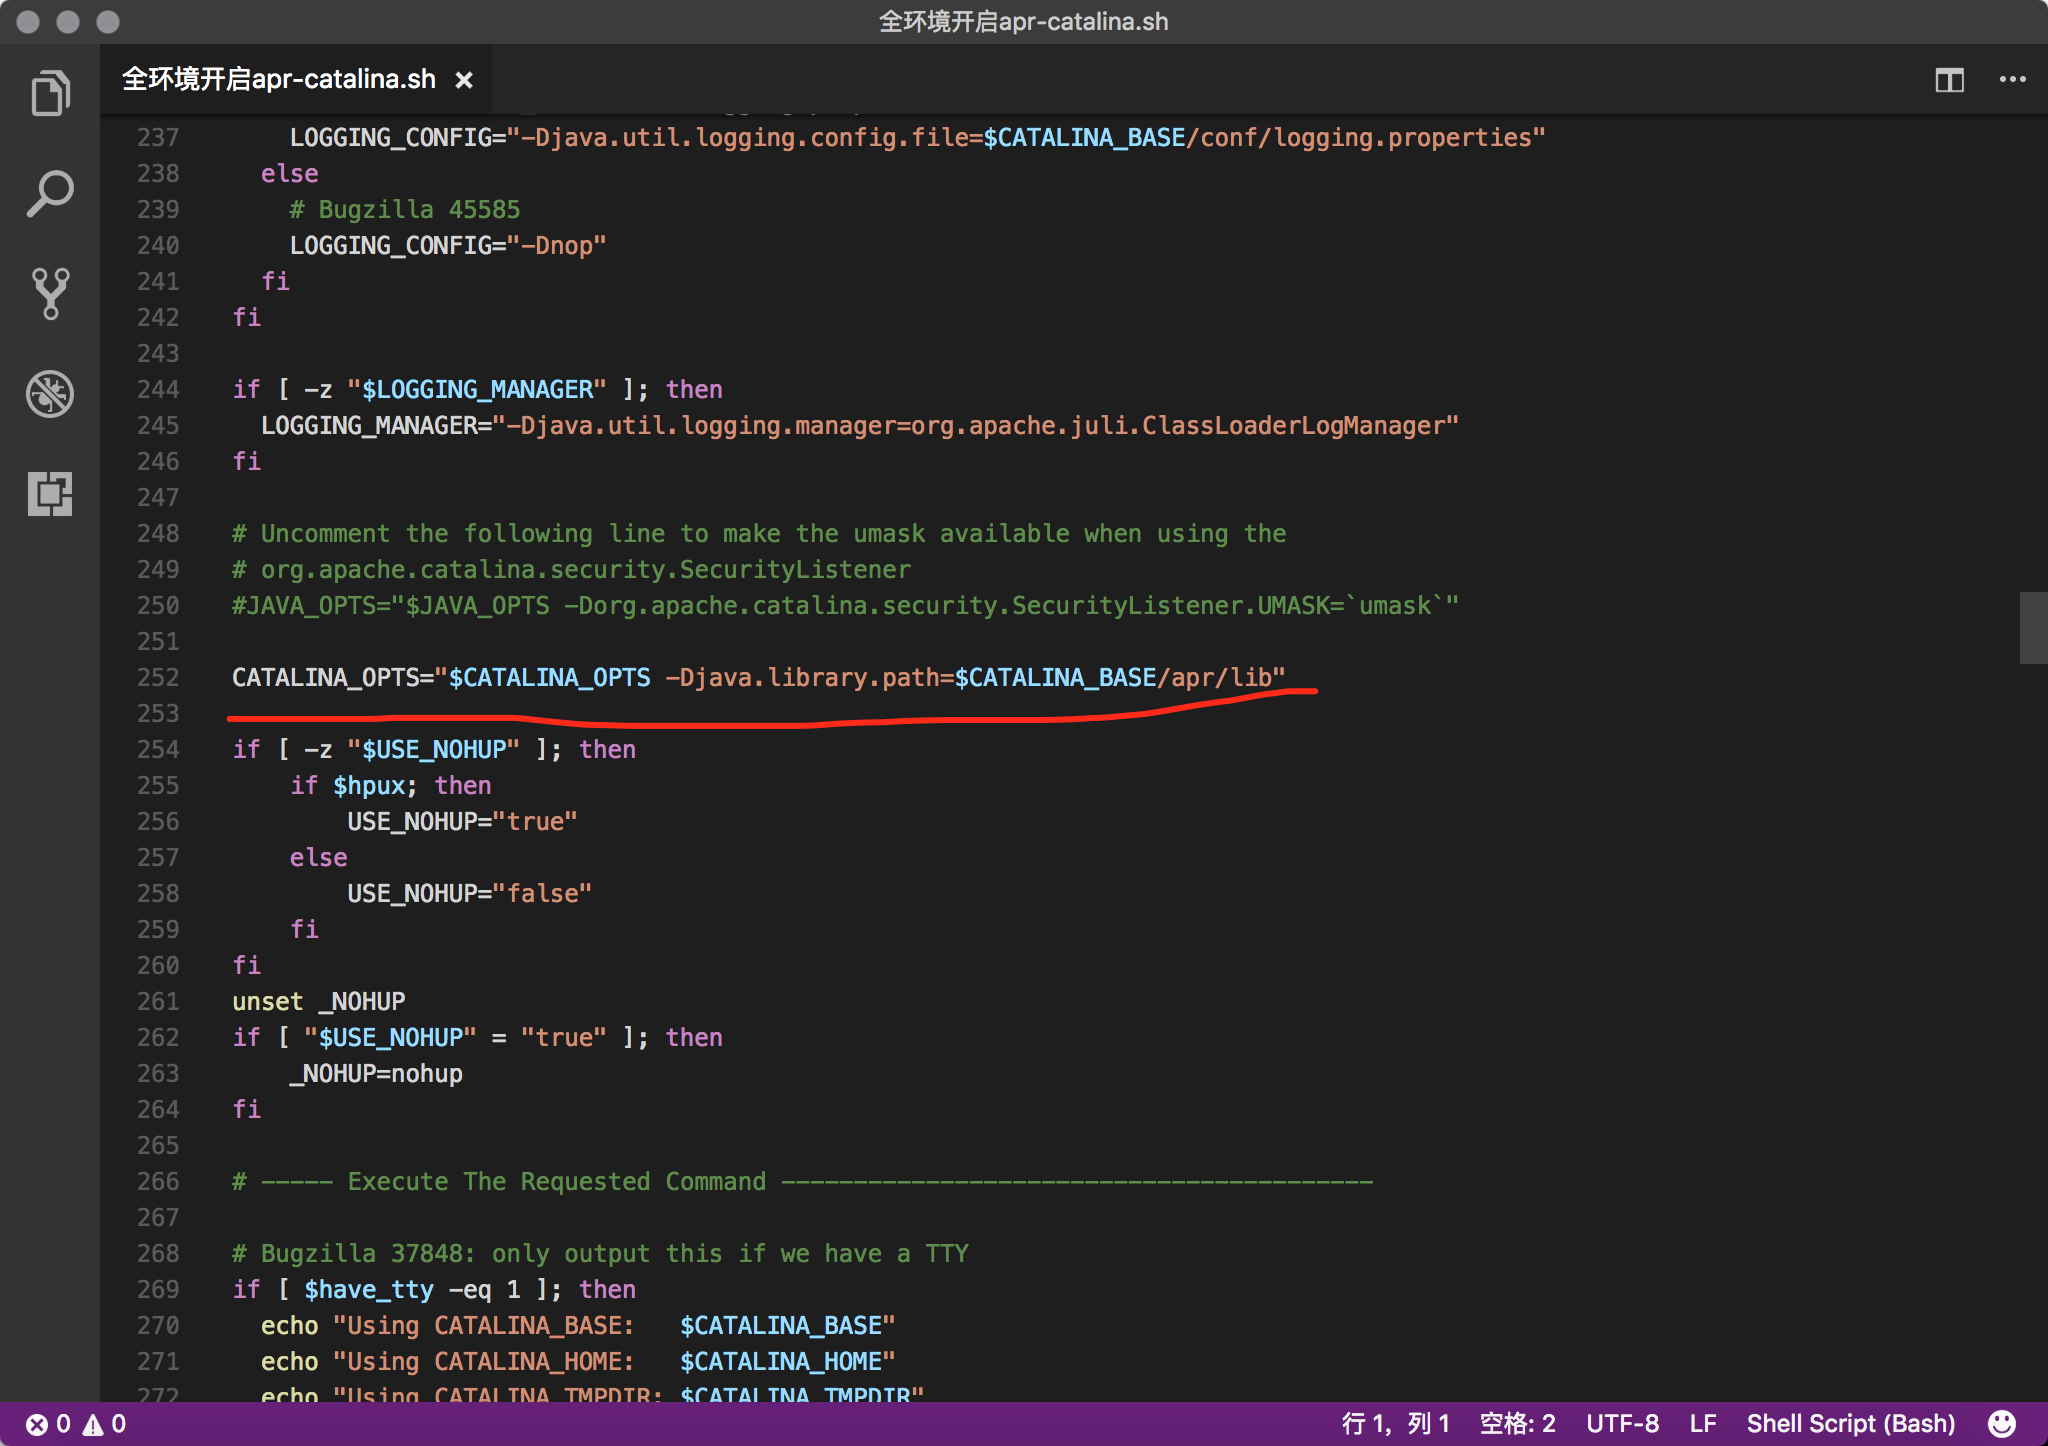 全环境开启apr-catalina.sh
全环境开启apr-catalina.sh
237 LOGGING_CONFIG="-Djava.util.logging.config.file=$CATALINA_BASE/conf/logging.properties"
238 else
239 # Bugzilla 45585
240 LOGGING_CONFIG="-Dnop"
241 fi
242 fi
243
244 if [ -z "$LOGGING_MANAGER" ]; then
245 LOGGING_MANAGER="-Djava.util.logging.manager=org.apache.juli.ClassLoaderLogManager"
246 fi
247
248 # Uncomment the following line to make the umask available when using the
249 # org.apache.catalina.security.SecurityListener
250 #JAVA_OPTS="$JAVA_OPTS -Dorg.apache.catalina.security.SecurityListener.UMASK=`umask`"
251
252 CATALINA_OPTS="$CATALINA_OPTS -Djava.library.path=$CATALINA_BASE/apr/lib"
253
254 if [ -z "$USE_NOHUP" ]; then
255 if $hpux; then
256 USE_NOHUP="true"
257 else
258 USE_NOHUP="false"
259 fi
260 fi
261 unset _NOHUP
262 if [ "$USE_NOHUP" = "true" ]; then
263 _NOHUP=nohup
264 fi
265
266 # ----- Execute The Requested Command -----------------------------------------
267
268 # Bugzilla 37848: only output this if we have a TTY
269 if [ $have_tty -eq 1 ]; then
270 echo "Using CATALINA_BASE:   $CATALINA_BASE"
271 echo "Using CATALINA_HOME:   $CATALINA_HOME"
272 echo "Using CATALINA_TMPDIR: $CATALINA_TMPDIR"
0 0 行 1，列 1 空格: 2 UTF-8 LF Shell Script (Bash)